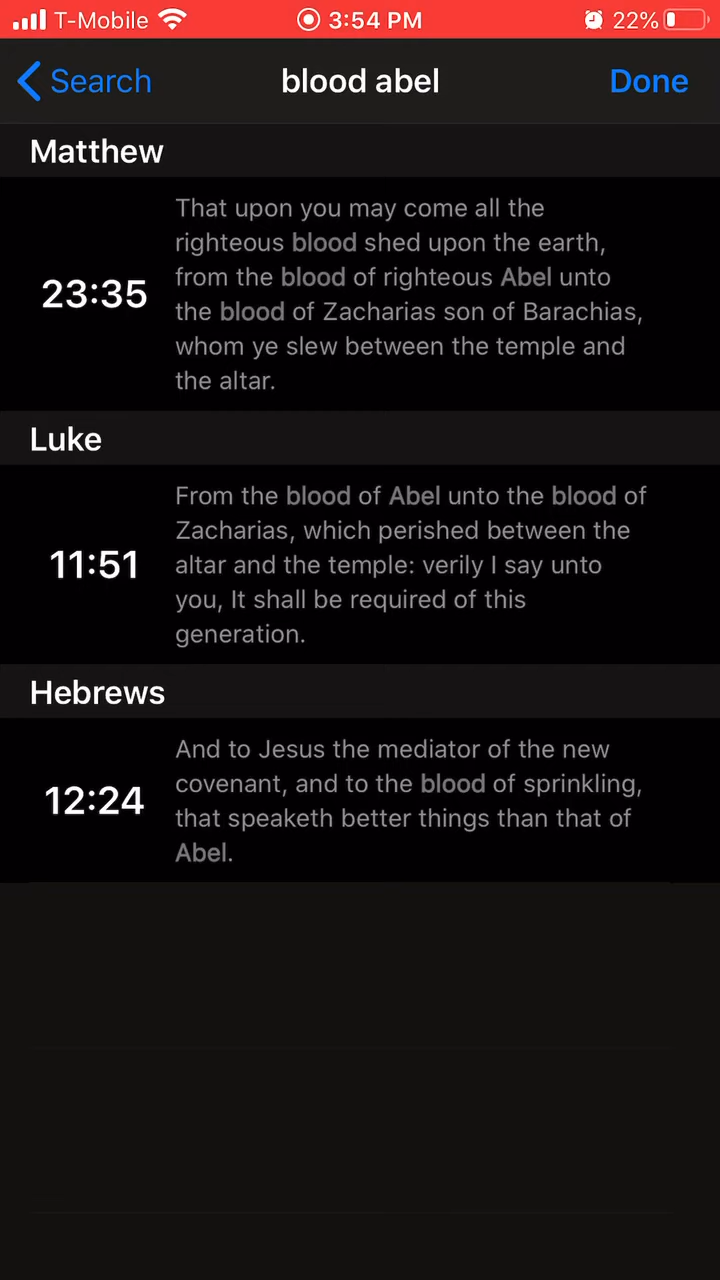 T-Mobile 3:54 PM 22%
Search blood abel Done
Matthew
23:35
That upon you may come all the
righteous blood shed upon the earth,
from the blood of righteous Abel unto
the blood of Zacharias son of Barachias,
whom ye slew between the temple and
the altar.
Luke
11:51
From the blood of Abel unto the blood of
Zacharias, which perished between the
altar and the temple: verily I say unto
you, It shall be required of this
generation.
Hebrews
12:24
And to Jesus the mediator of the new
covenant, and to the blood of sprinkling,
that speaketh better things than that of
Abel.